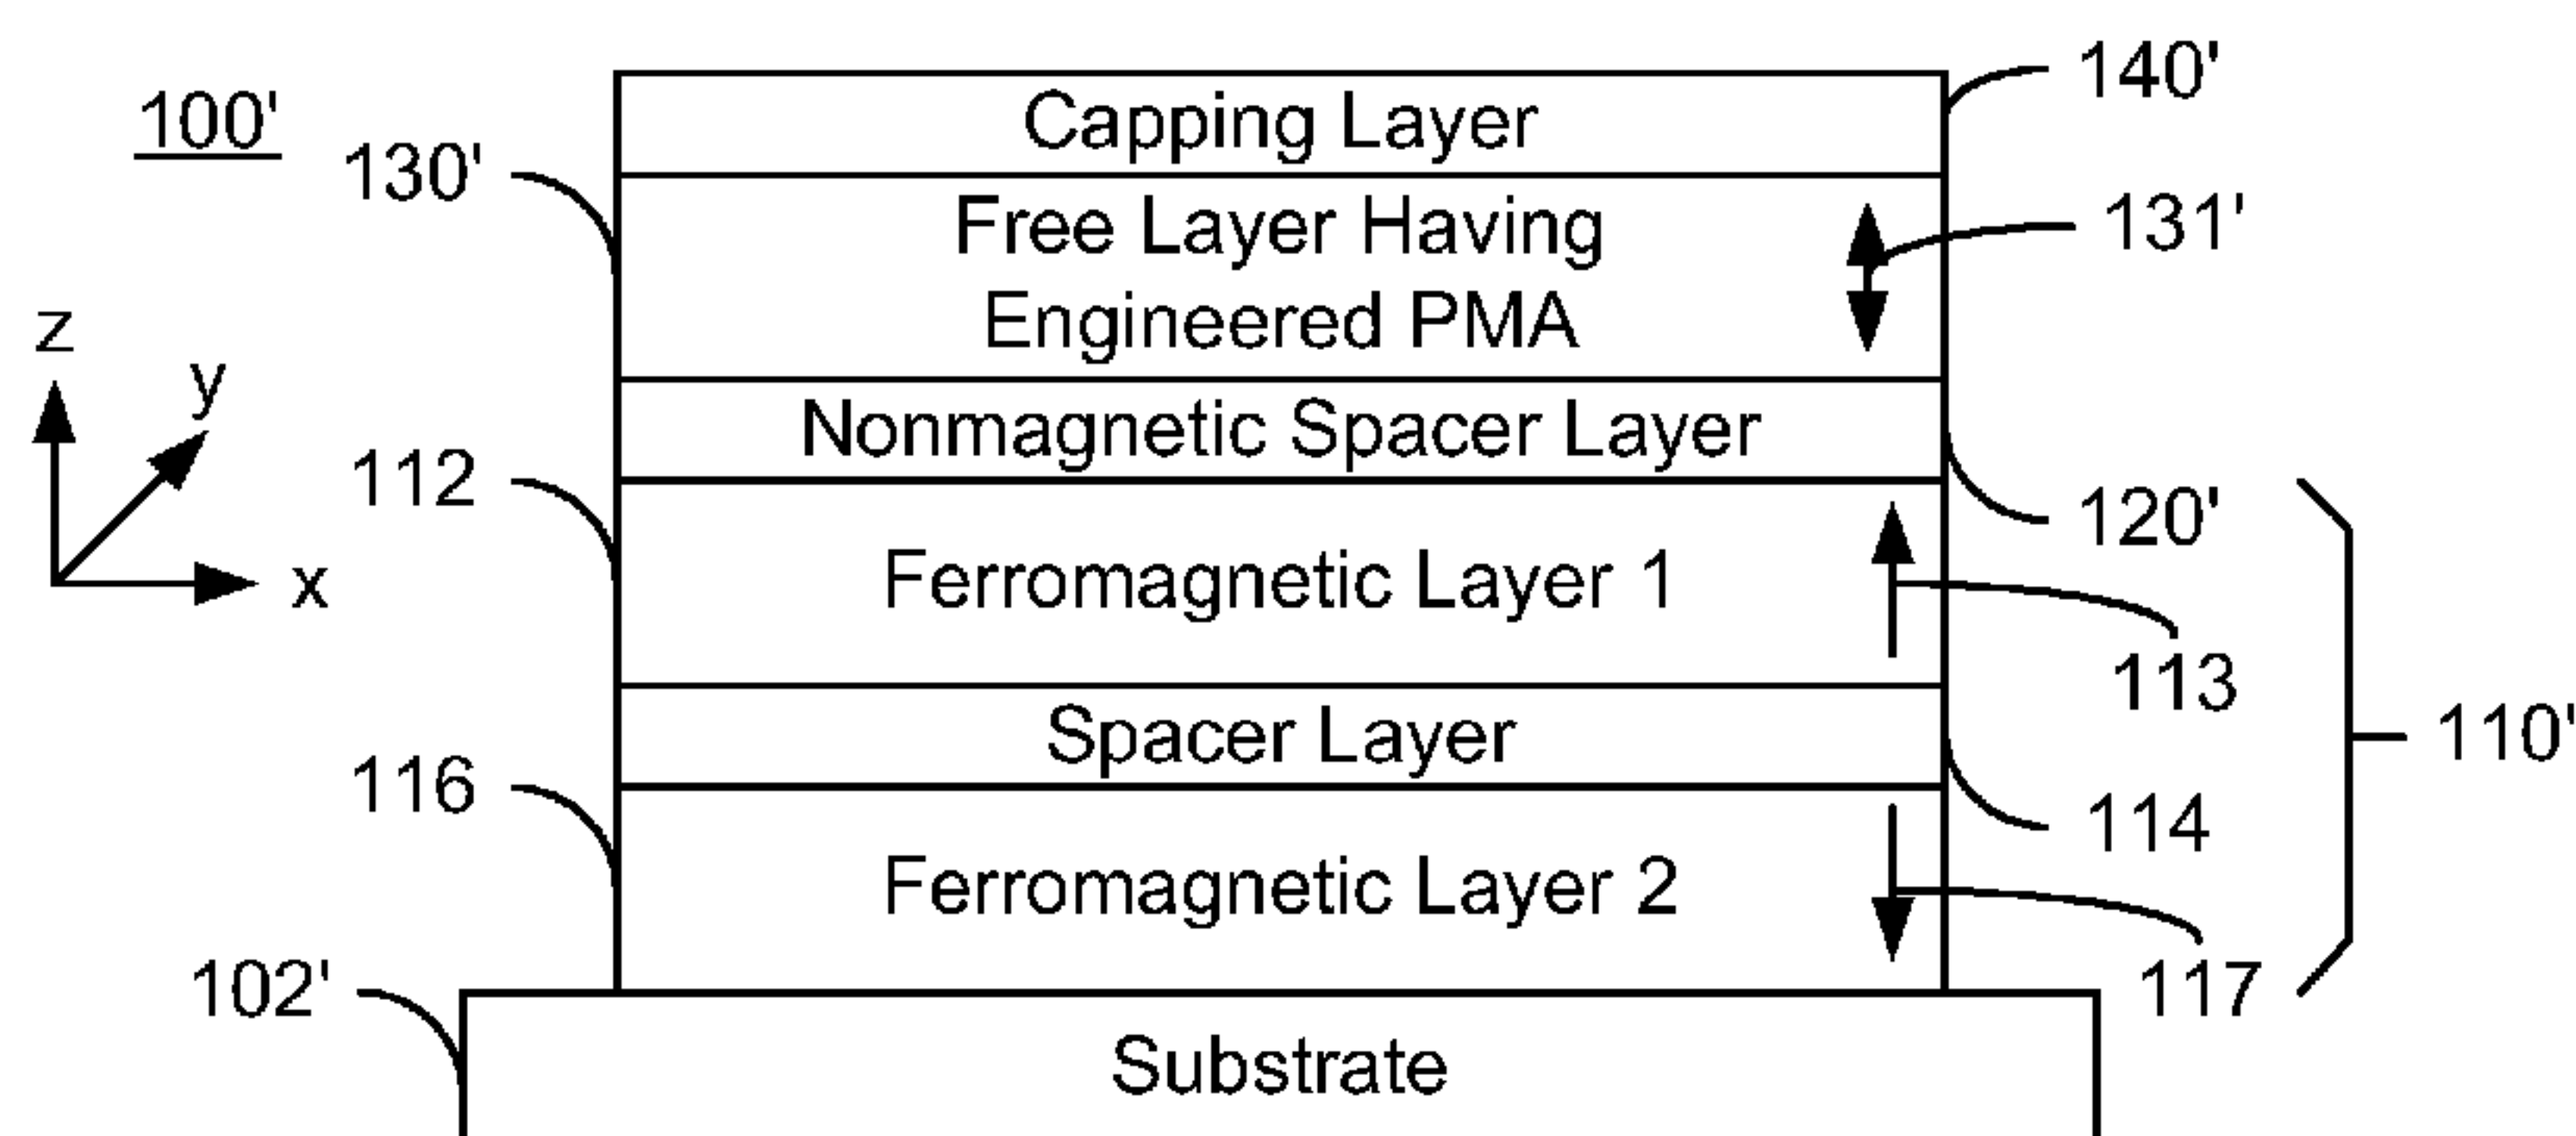 140'
100'
Capping Layer
130'
Free Layer Having
131'
Engineered PMA
z
y
Nonmagnetic Spacer Layer
112
120'
Ferromagnetic Layer 1
x
113
Spacer Layer
110'
116
114
Ferromagnetic Layer 2
102'
117
Substrate